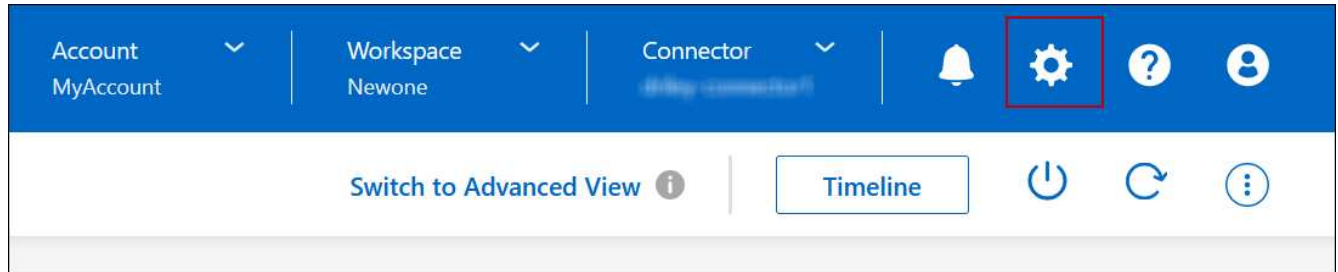 Account
MyAccount
Workspace
Newone
Connector
Switch to Advanced View
Timeline